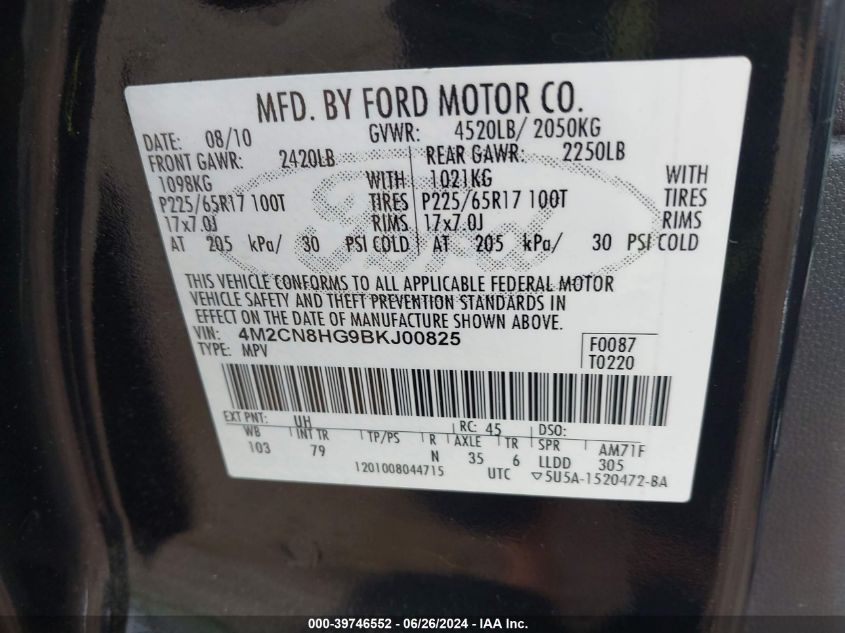 MFD. BY FORD MOTOR CO.
DATE: 08/10 GVWR: 4520LB/ 2050KG
FRONT GAWR: 2420LB REAR GAWR: 2250LB
1098KG WITH 1021KG WITH
P225/65R17 100T TIRES P225/65R17 100T TIRES
17x7.0J RIMS 17x7.0J RIMS
AT 205 kPa/ 30 PSI COLD AT 205 kPa/ 30 PSI COLD
THIS VEHICLE CONFORMS TO ALL APPLICABLE FEDERAL MOTOR
VEHICLE SAFETY AND THEFT PREVENTION STANDARDS IN
EFFECT ON THE DATE OF MANUFACTURE SHOWN ABOVE.
VIN: 4M2CN8HG9BKJ00825 F0087
TYPE: MPV T0220
EXT PNT: UH RC: 45 DSO:
WB INT TR TP/PS R AXLE TR SPR AM71F
103 79 N 35 6 LLDD 305
1201008044715 UTC ▽5U5A-1520472-BA
Ford
000-39746552 - 06/26/2024 - IAA Inc.